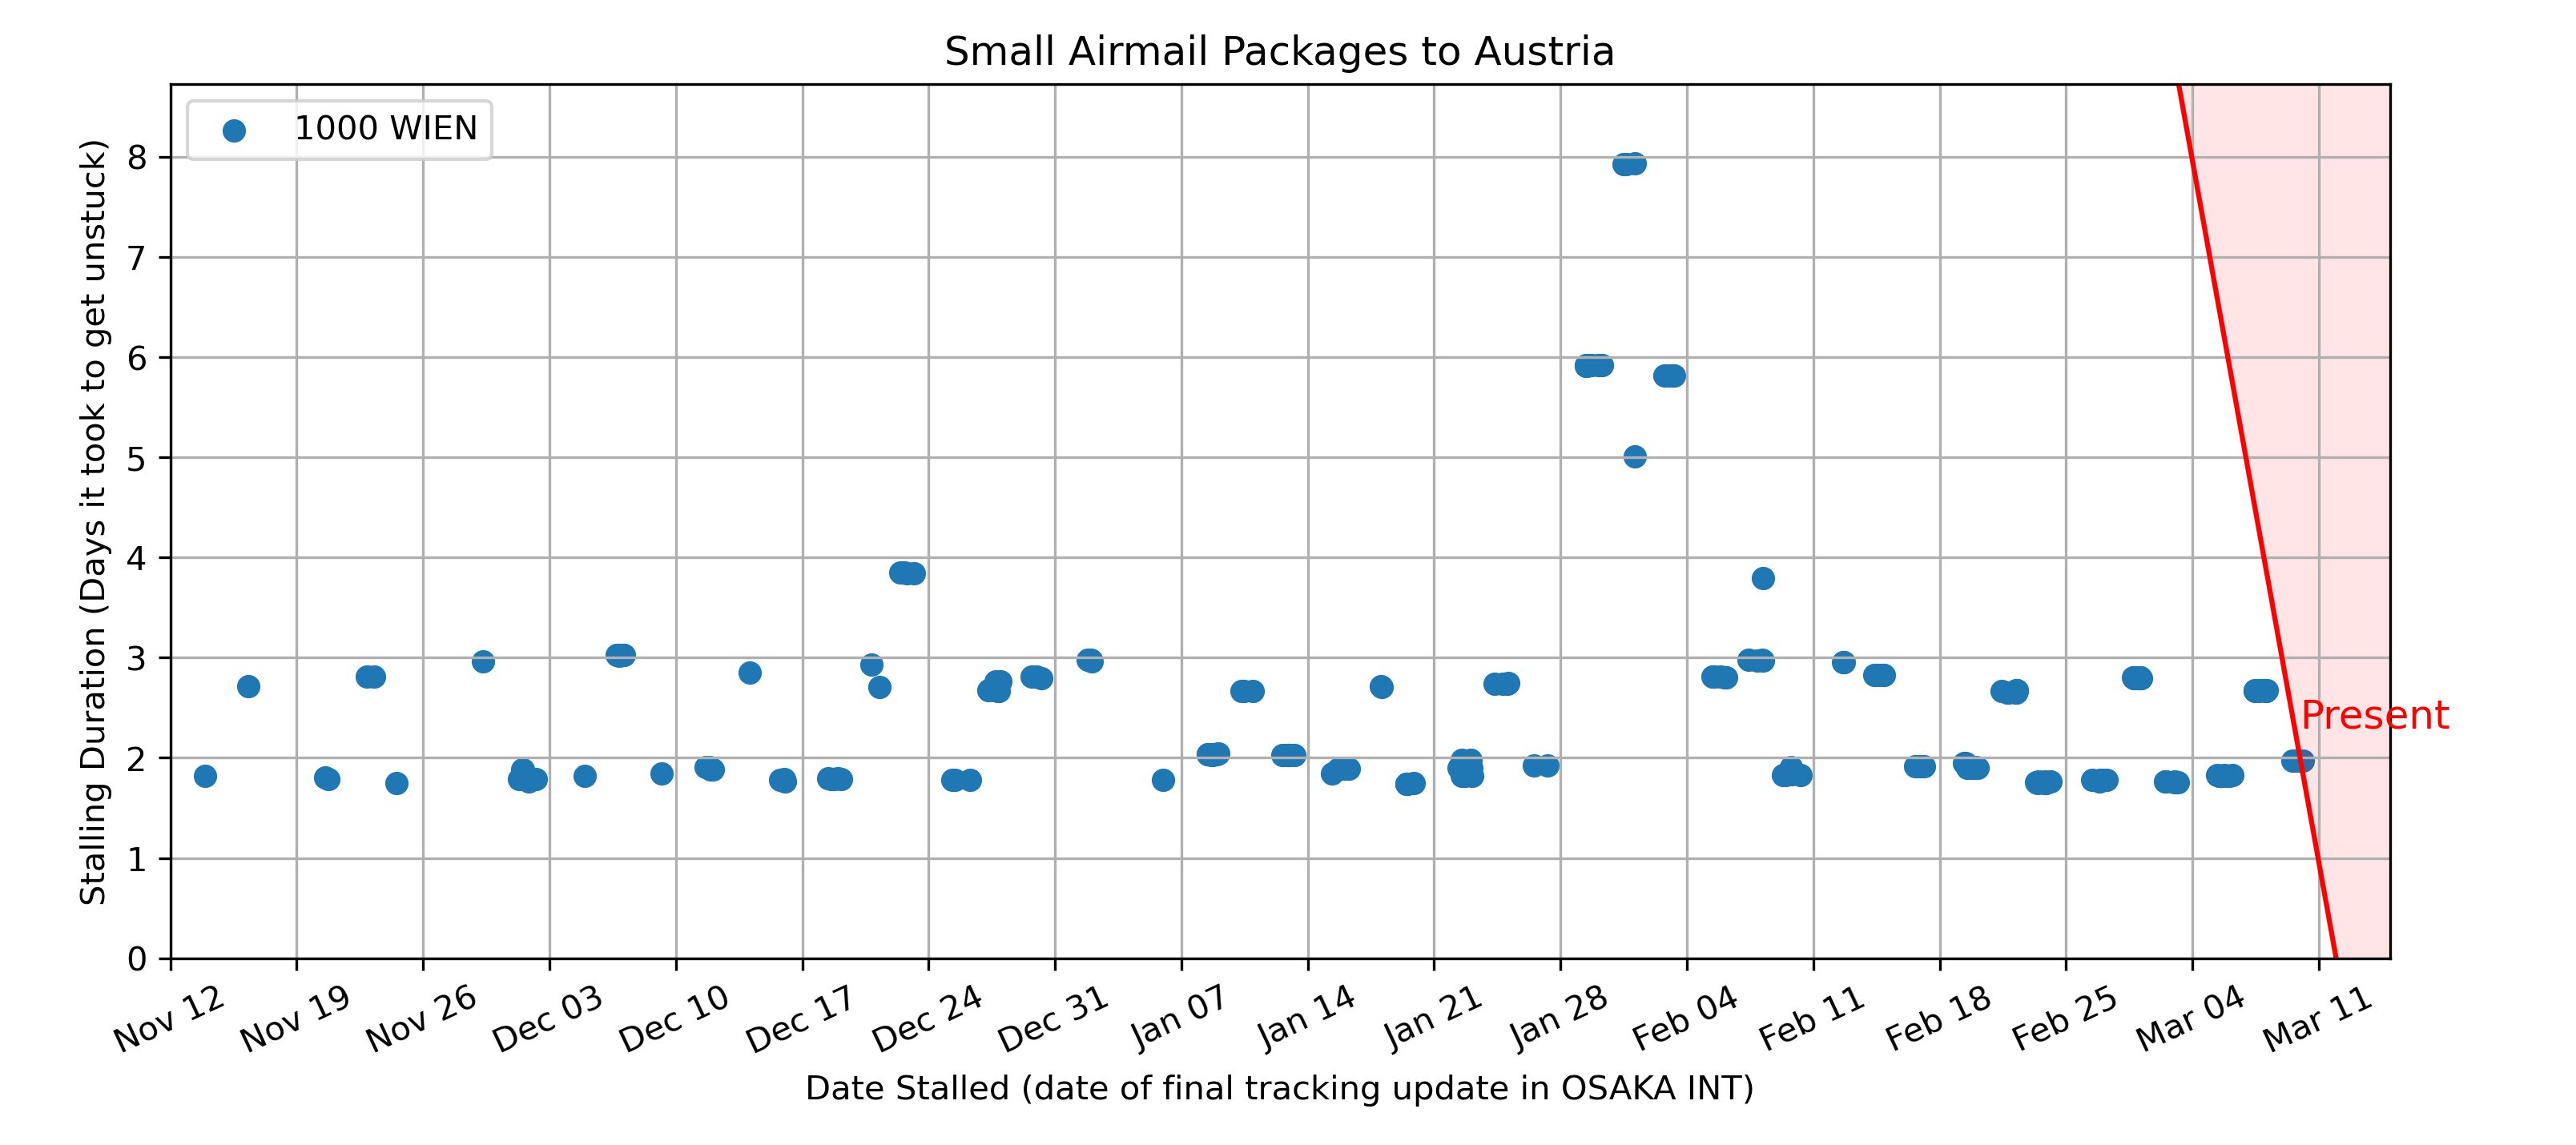 Small Airmail Packages to Austria
1000 WIEN
Stalling Duration (Days it took to get unstuck)
8
7
6
5
4
3
2
1
0
Present
Nov 12
Nov 19
Nov 26
Dec 03
Dec 10
Dec 17
Dec 24
Dec 31
Jan 07
Jan 14
Jan 21
Jan 28
Feb 04
Feb 11
Feb 18
Feb 25
Mar 04
Mar 11
Date Stalled (date of final tracking update in OSAKA INT)